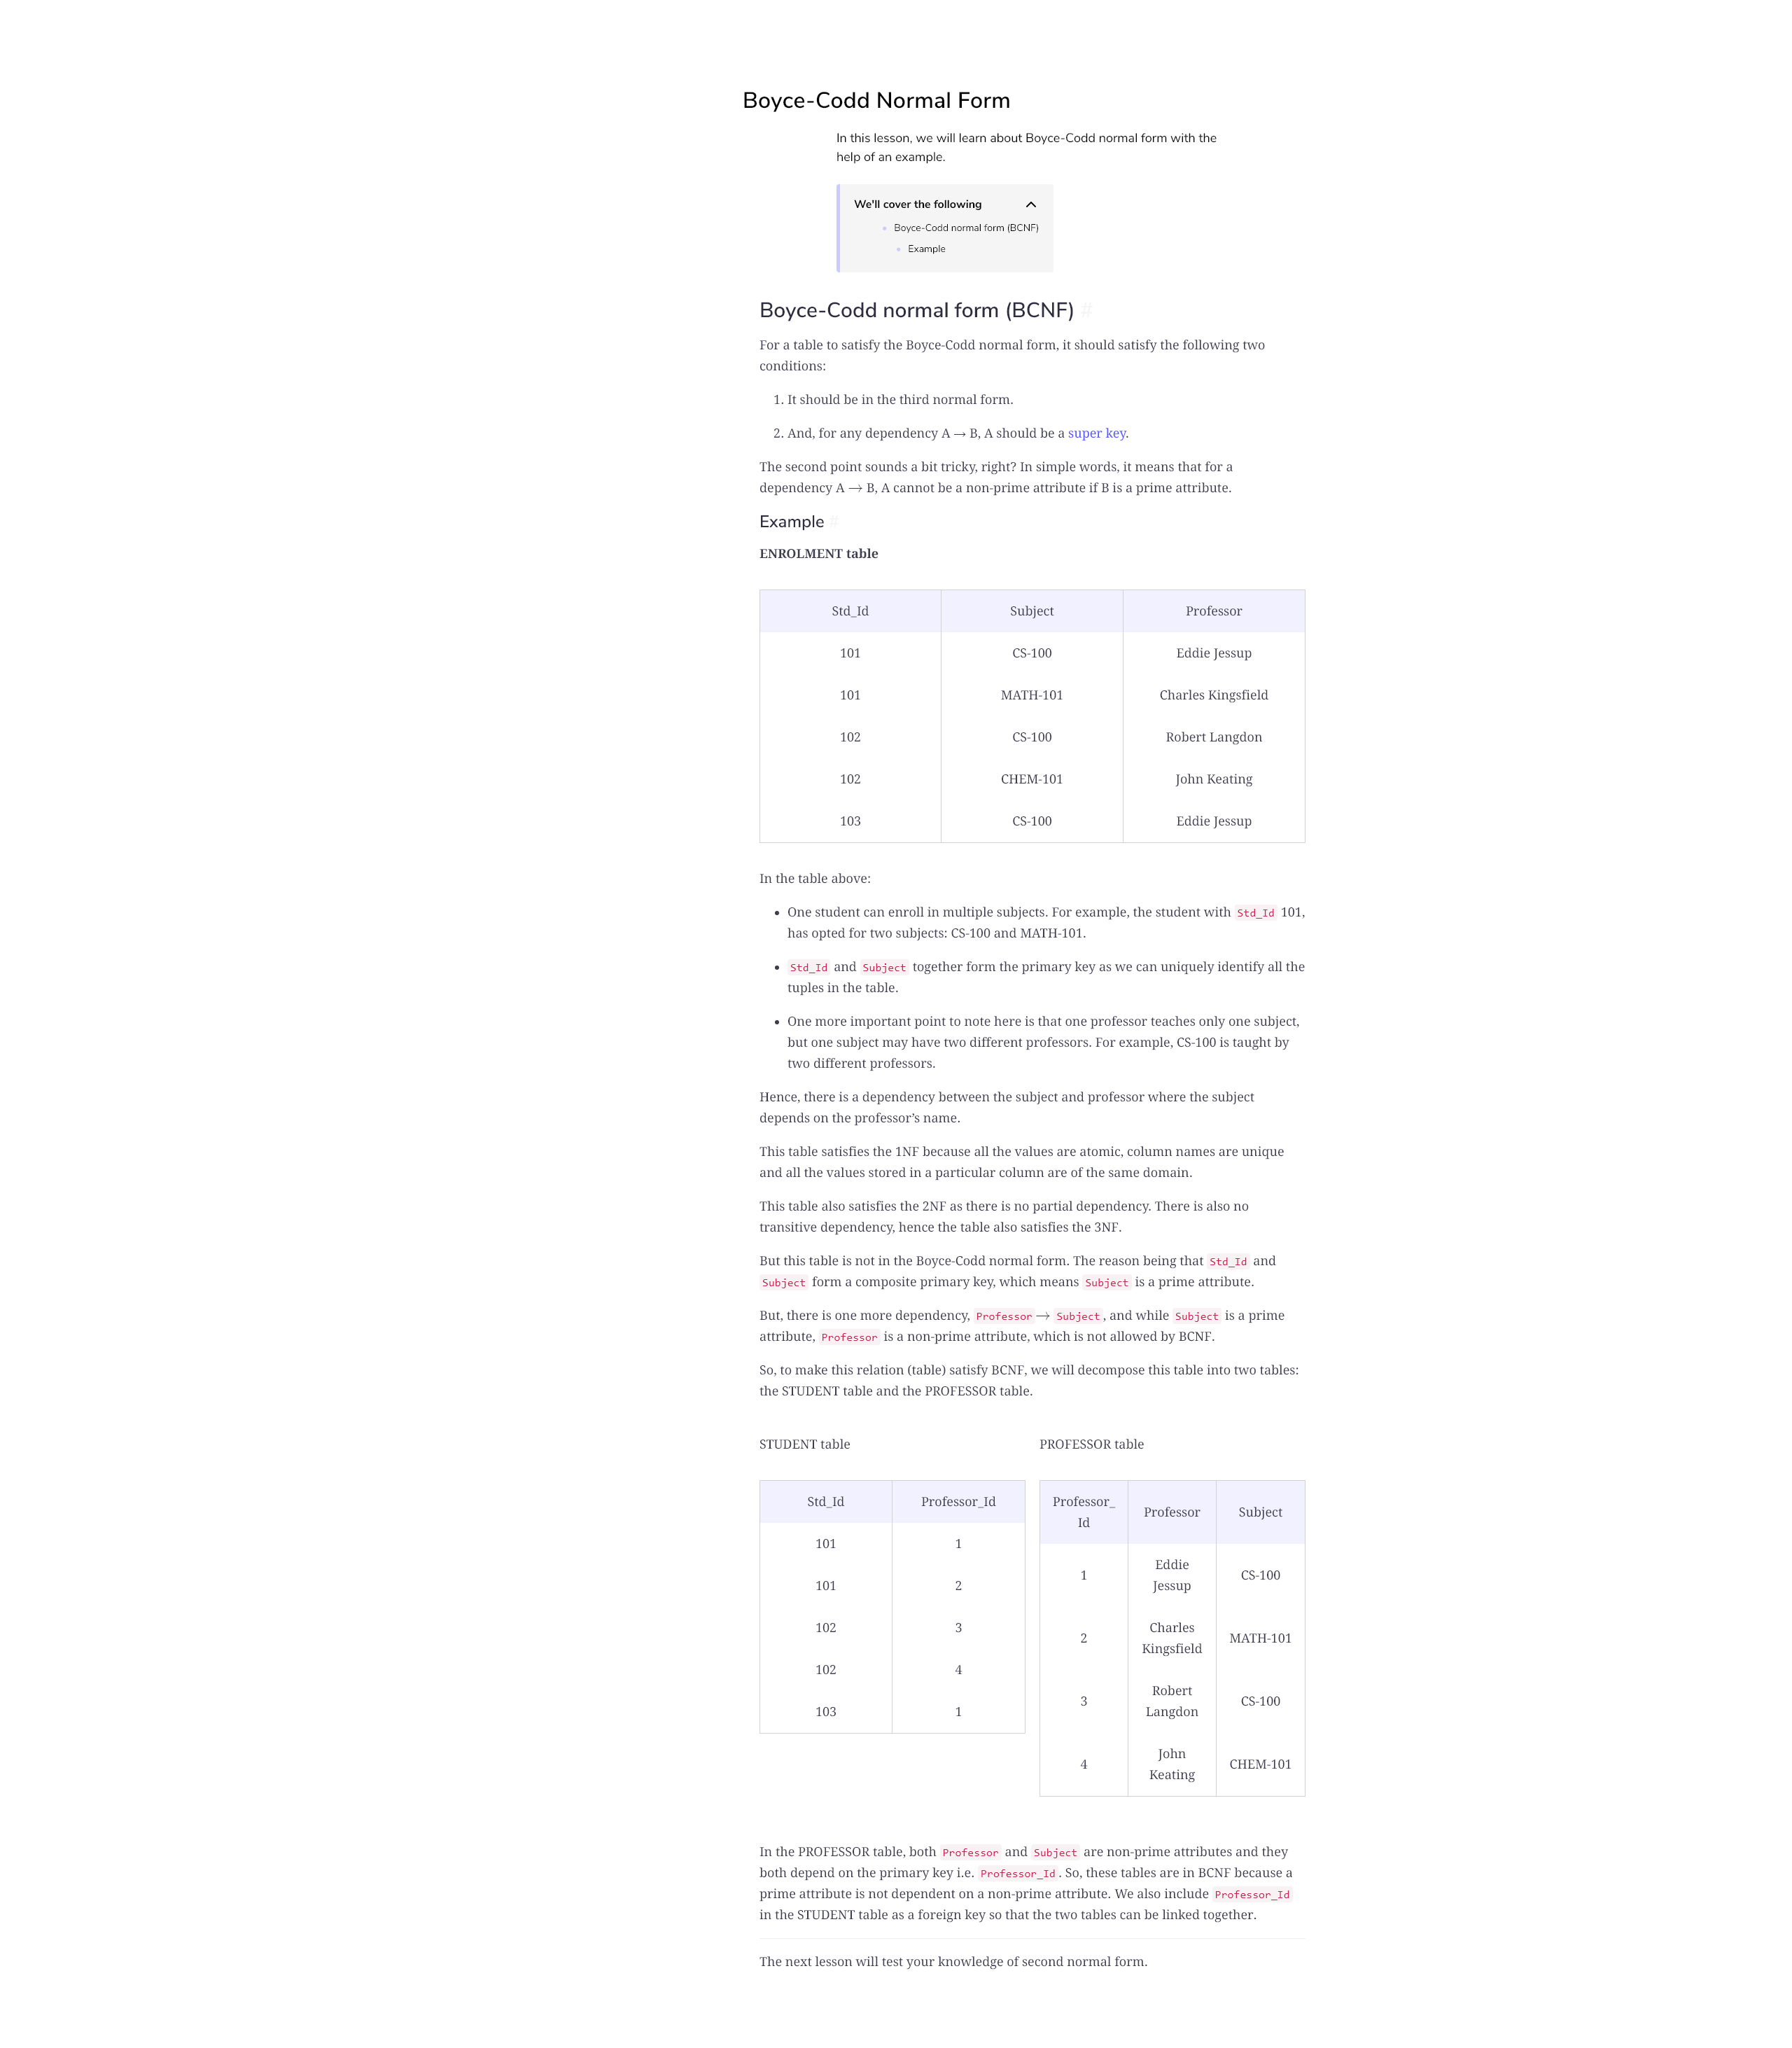 Boyce-Codd Normal Form
In this lesson, we will learn about Boyce-Codd normal form with the
help of an example.
We'll cover the following
Boyce-Codd normal form (BCNF)
Example
Boyce-Codd normal form (BCNF) #
For a table to satisfy the Boyce-Codd normal form, it should satisfy the following two
conditions:
1. It should be in the third normal form.
2. And, for any dependency A → B, A should be a super key.
The second point sounds a bit tricky, right? In simple words, it means that for a
dependency A → B, A cannot be a non-prime attribute if B is a prime attribute.
Example #
ENROLMENT table
Std_Id Subject Professor
101 CS-100 Eddie Jessup
101 MATH-101 Charles Kingsfield
102 CS-100 Robert Langdon
102 CHEM-101 John Keating
103 CS-100 Eddie Jessup
In the table above:
• One student can enroll in multiple subjects. For example, the student with Std_Id 101,
has opted for two subjects: CS-100 and MATH-101.
• Std_Id and Subject together form the primary key as we can uniquely identify all the
tuples in the table.
• One more important point to note here is that one professor teaches only one subject,
but one subject may have two different professors. For example, CS-100 is taught by
two different professors.
Hence, there is a dependency between the subject and professor where the subject
depends on the professor’s name.
This table satisfies the 1NF because all the values are atomic, column names are unique
and all the values stored in a particular column are of the same domain.
This table also satisfies the 2NF as there is no partial dependency. There is also no
transitive dependency, hence the table also satisfies the 3NF.
But this table is not in the Boyce-Codd normal form. The reason being that Std_Id and
Subject form a composite primary key, which means Subject is a prime attribute.
But, there is one more dependency, Professor → Subject, and while Subject is a prime
attribute, Professor is a non-prime attribute, which is not allowed by BCNF.
So, to make this relation (table) satisfy BCNF, we will decompose this table into two tables:
the STUDENT table and the PROFESSOR table.
STUDENT table
Std_Id Professor_Id
101 1
101 2
102 3
102 4
103 1
PROFESSOR table
Professor_
Id
Professor Subject
1 Eddie
Jessup
CS-100
2 Charles
Kingsfield
MATH-101
3 Robert
Langdon
CS-100
4 John
Keating
CHEM-101
In the PROFESSOR table, both Professor and Subject are non-prime attributes and they
both depend on the primary key i.e. Professor_Id. So, these tables are in BCNF because a
prime attribute is not dependent on a non-prime attribute. We also include Professor_Id
in the STUDENT table as a foreign key so that the two tables can be linked together.
The next lesson will test your knowledge of second normal form.